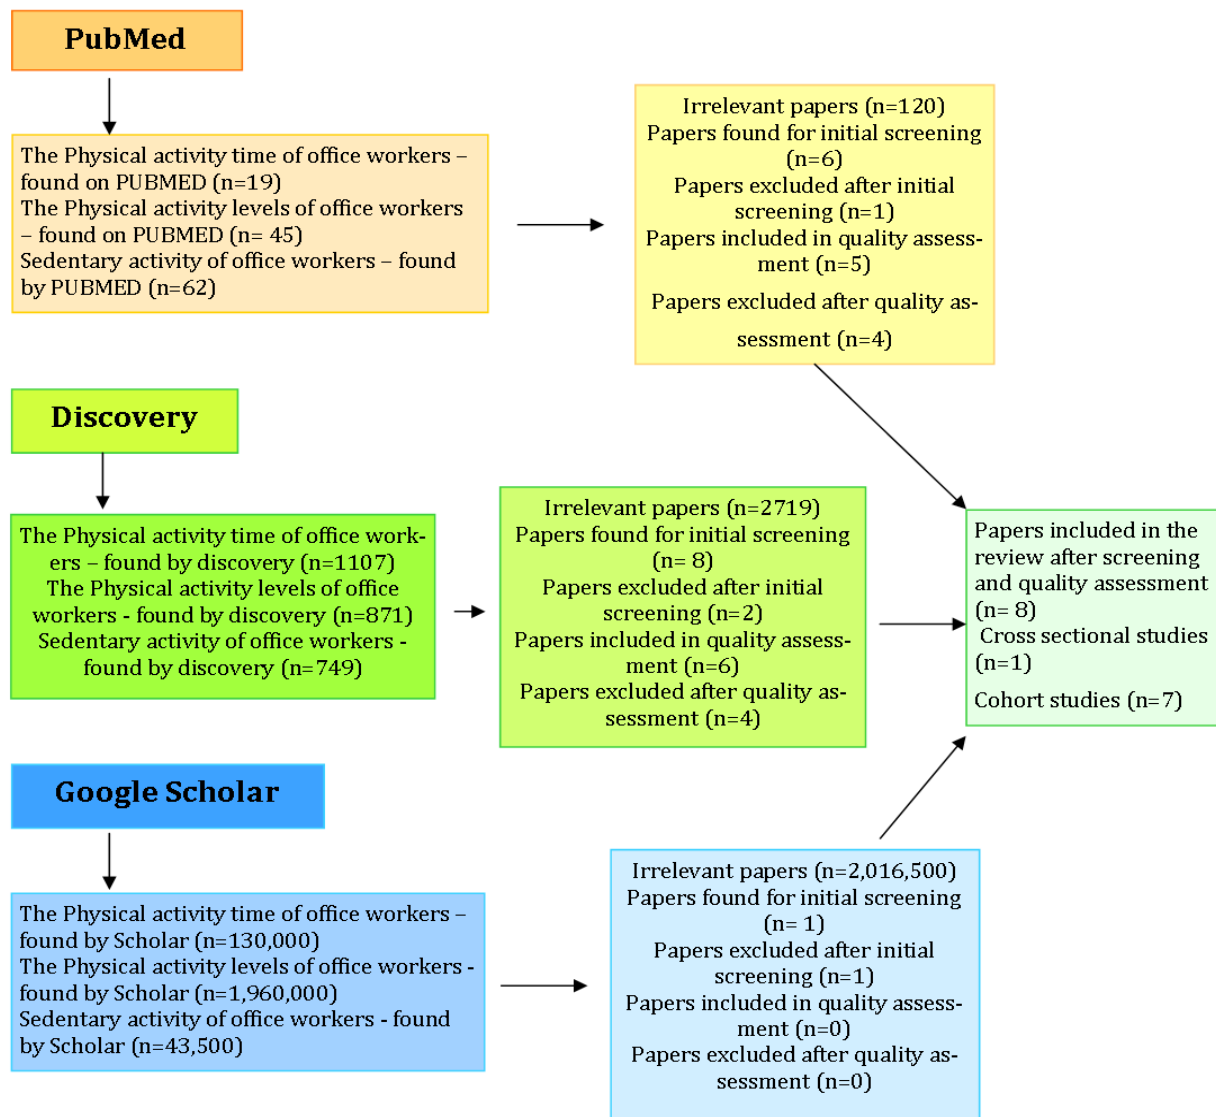 PubMed
The Physical activity time of office workers –
found on PUBMED (n=19)
The Physical activity levels of office workers
– found on PUBMED (n= 45)
Sedentary activity of office workers – found
by PUBMED (n=62)
Irrelevant papers (n=120)
Papers found for initial screening
(n=6)
Papers excluded after initial
screening (n=1)
Papers included in quality assess-
ment (n=5)
Papers excluded after quality as-
sessment (n=4)
Discovery
The Physical activity time of office work-
ers – found by discovery (n=1107)
The Physical activity levels of office
workers - found by discovery (n=871)
Sedentary activity of office workers -
found by discovery (n=749)
Irrelevant papers (n=2719)
Papers found for initial screening
(n= 8)
Papers excluded after initial
screening (n=2)
Papers included in quality assess-
ment (n=6)
Papers excluded after quality as-
sessment (n=4)
Papers included in the
review after screening
and quality assessment
(n= 8)
Cross sectional studies
(n=1)
Cohort studies (n=7)
Google Scholar
The Physical activity time of office workers –
found by Scholar (n=130,000)
The Physical activity levels of office workers -
found by Scholar (n=1,960,000)
Sedentary activity of office workers - found
by Scholar (n=43,500)
Irrelevant papers (n=2,016,500)
Papers found for initial screening
(n= 1)
Papers excluded after initial
screening (n=1)
Papers included in quality assess-
ment (n=0)
Papers excluded after quality as-
sessment (n=0)